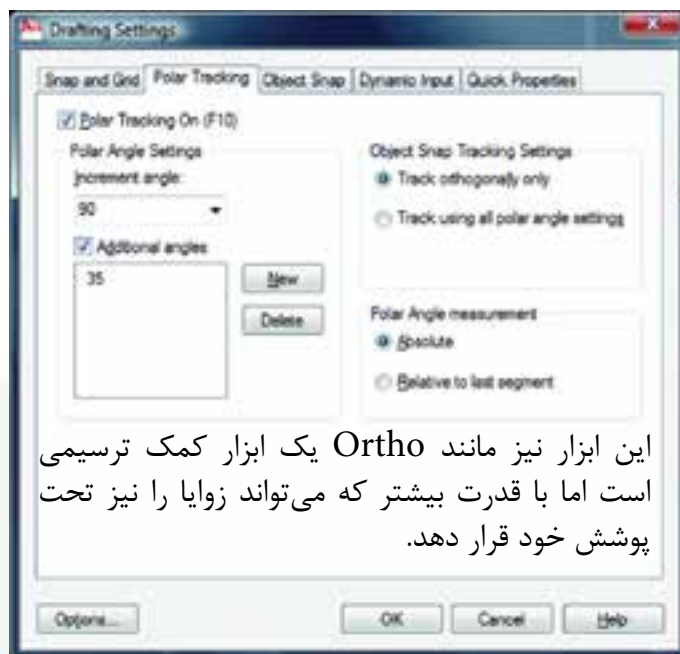 Drafting Settings
Snap and Grid
Polar Tracking
Object Snap
Dynamic Input
Quick Properties
Polar Tracking On (F10)
Polar Angle Settings
Increment angle:
90
Additional angles
35
New
Delete
Object Snap Tracking Settings
Track orthogonally only
Track using all polar angle settings
Polar Angle measurement
Absolute
Relative to last segment
این ابزار نیز مانند Ortho یک ابزار کمک ترسیمی
است اما با قدرت بیشتر که می‌تواند زوایا را نیز تحت
پوشش خود قرار دهد.
Options...
OK
Cancel
Help